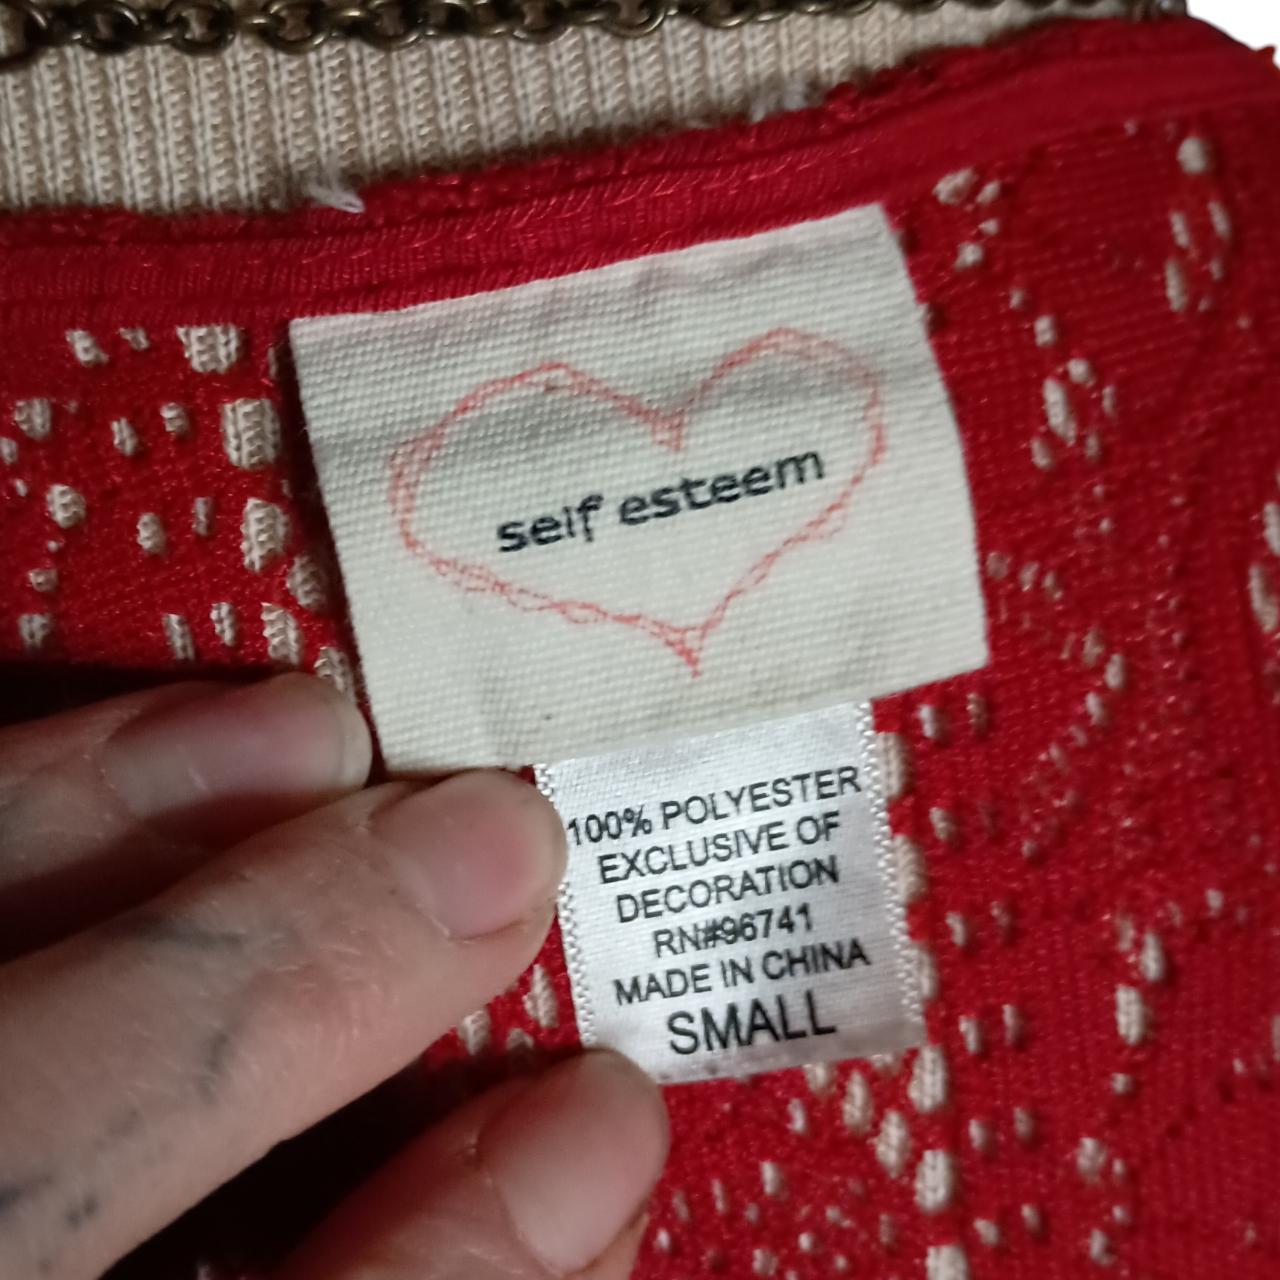 self esteem
100% POLYESTER
EXCLUSIVE OF
DECORATION
RN#96741
MADE IN CHINA
SMALL